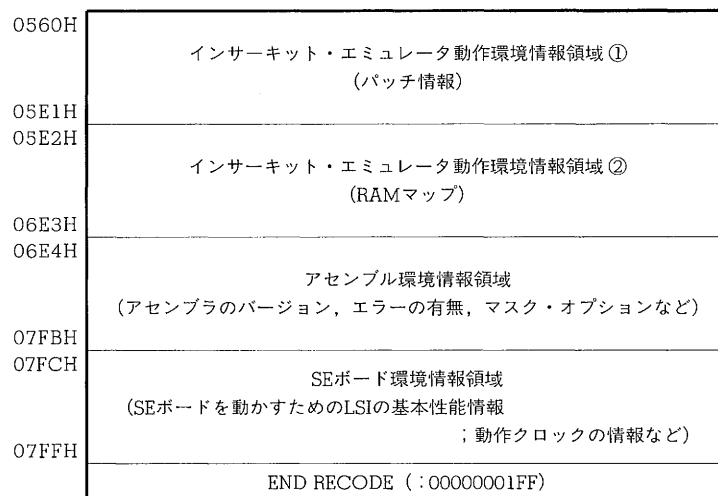 0560H
インサーキット・エミュレータ動作環境情報領域①
(パッチ情報)
05E1H
05E2H
インサーキット・エミュレータ動作環境情報領域②
(RAMマップ)
06E3H
06E4H
アセンブル環境情報領域
(アセンブラのバージョン，エラーの有無，マスク・オプションなど)
07FBH
07FCH
SEボード環境情報領域
(SEボードを動かすためのLSIの基本性能情報
；動作クロックの情報など)
07FFH
END RECODE (：00000001FF)